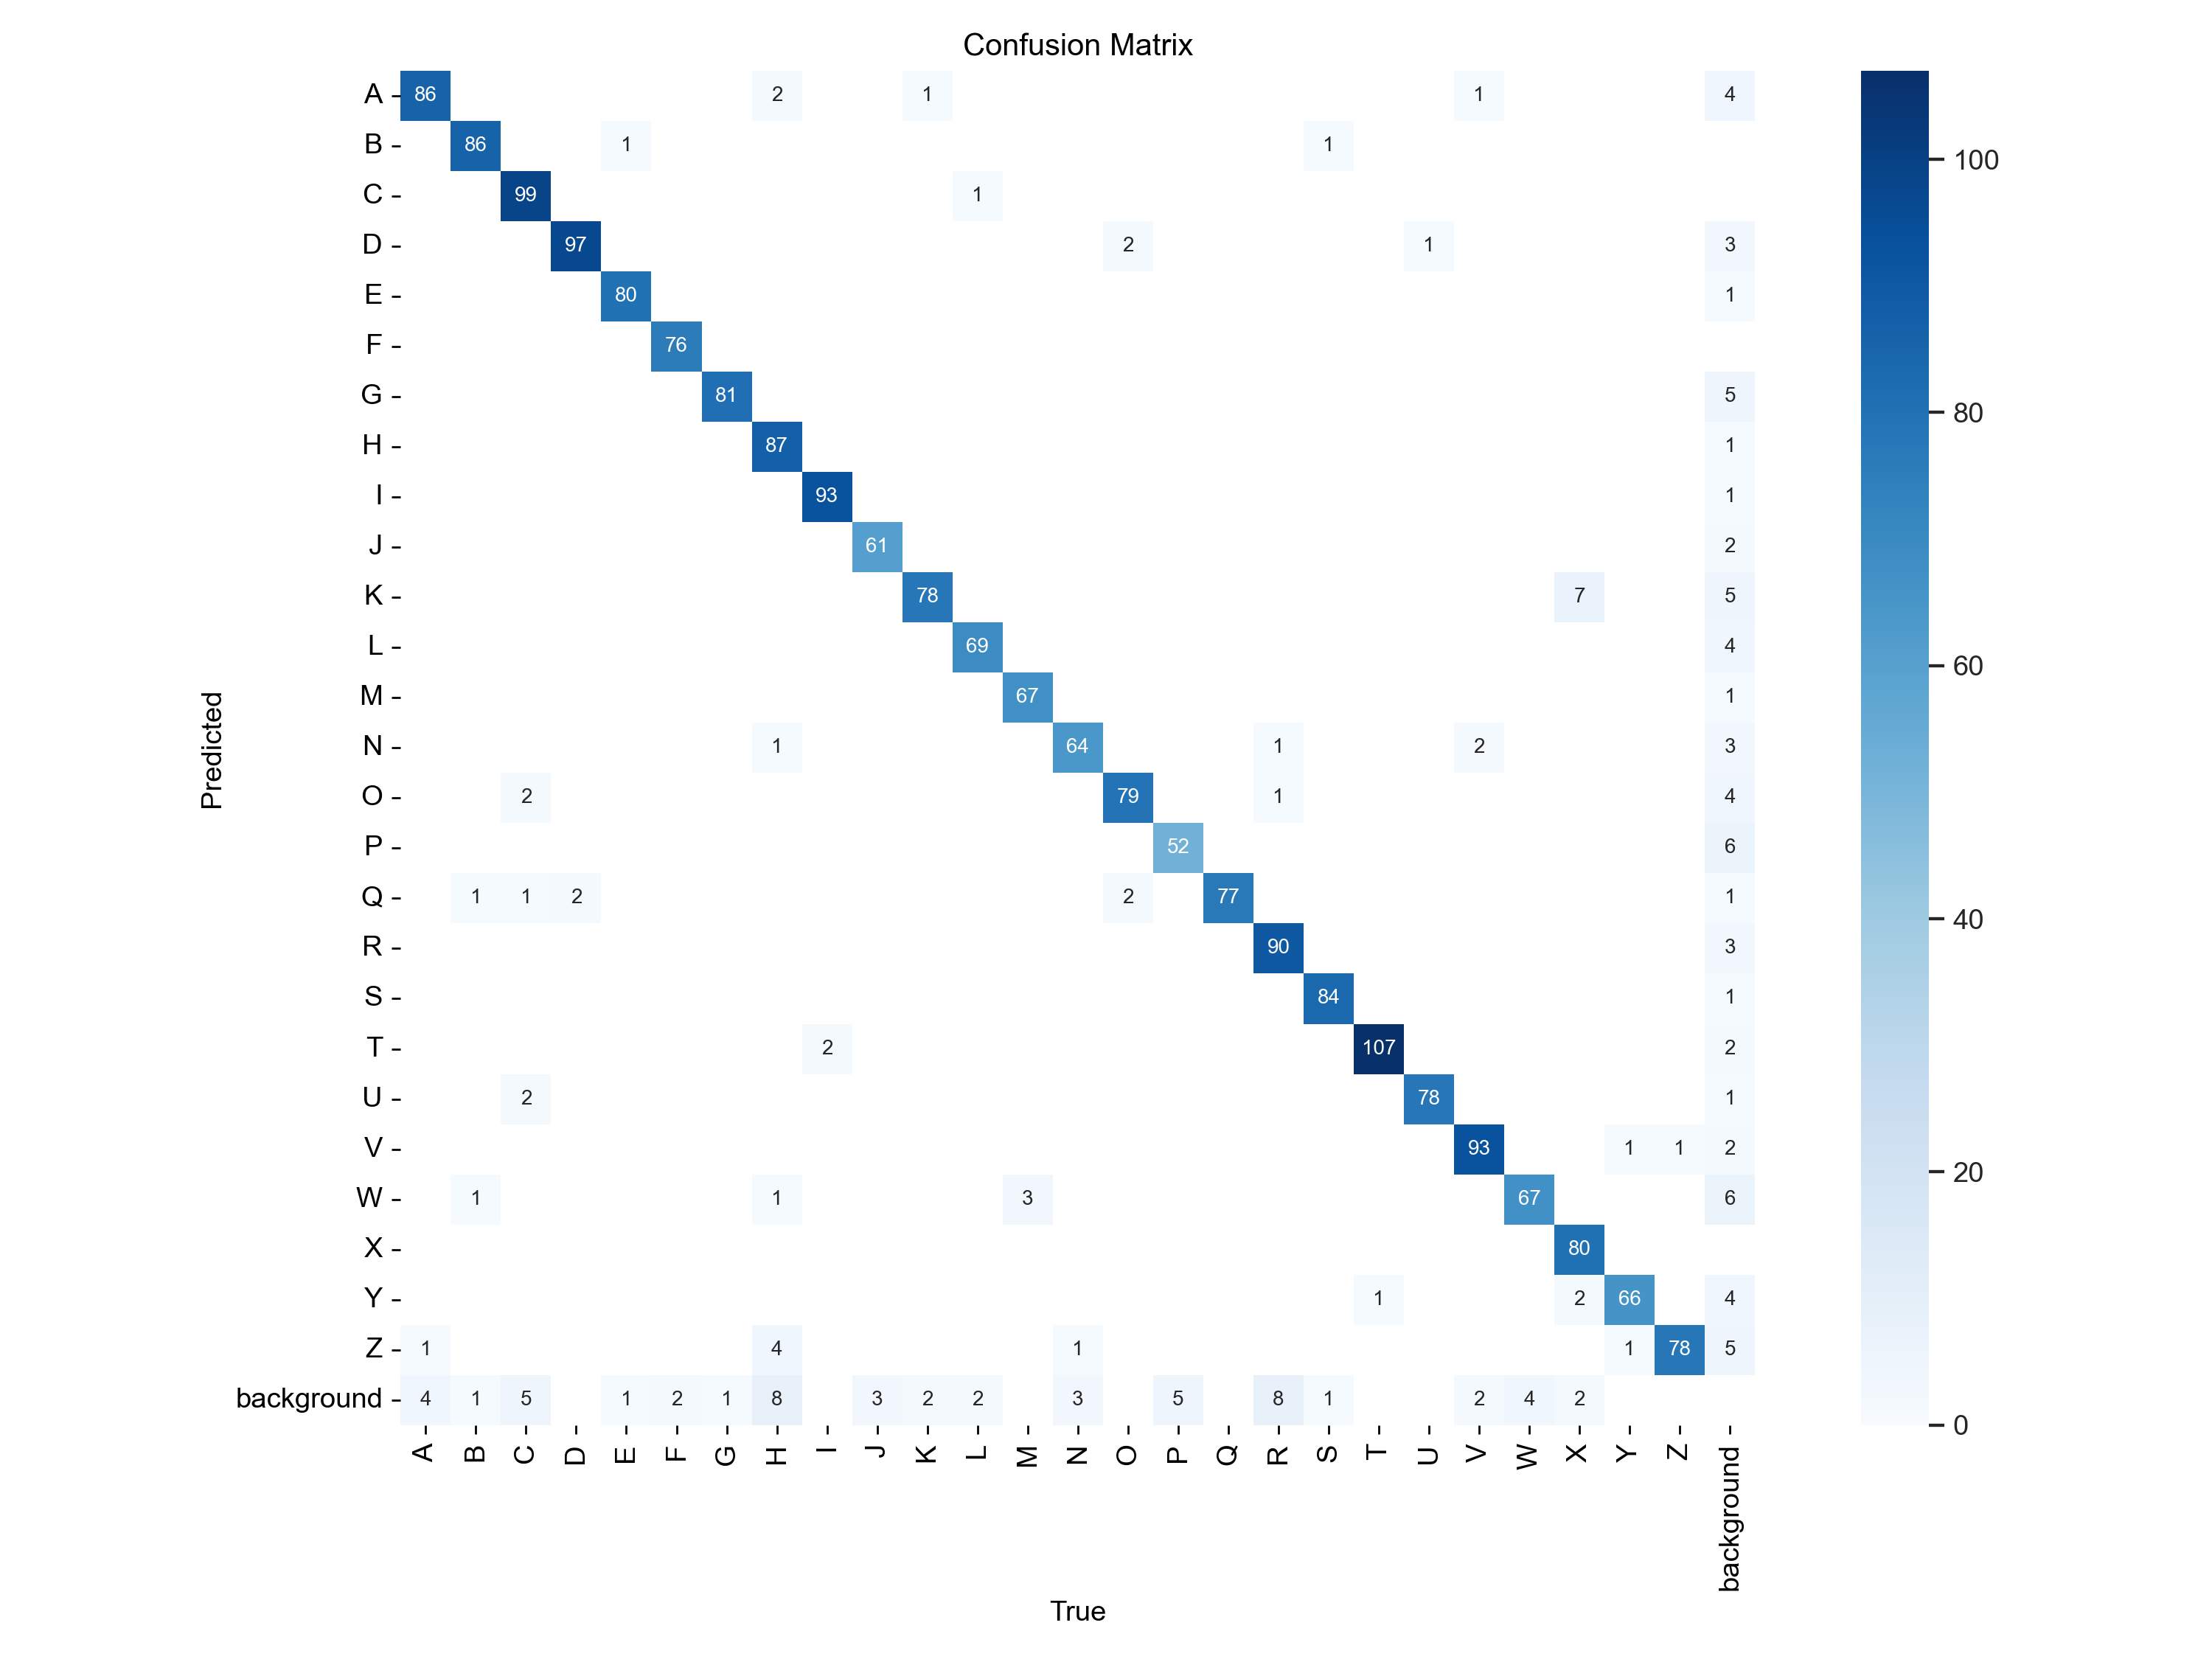 Confusion Matrix
A 86 2 1 1 4
B 86 1 1
C 99 1
D 97 2 1 3
E 80 1
F 76
G 81 5
H 87 1
I 93 1
J 61 2
K 78 7 5
L 69 4
M 67 1
N 1 64 1 2 3
O 2 79 1 4
P 52 6
Q 1 1 2 2 77 1
R 90 3
S 84 1
T 2 107 2
U 2 78 1
V 93 1 1 2
W 1 1 3 67 6
X 80
Y 1 2 66 4
Z 1 4 1 1 78 5
background 4 1 5 1 2 1 8 3 2 2 3 5 8 1 2 4 2
A B C D E F G H I J K L M N O P Q R S T U V W X Y Z background
True
Predicted
100
80
60
40
20
0